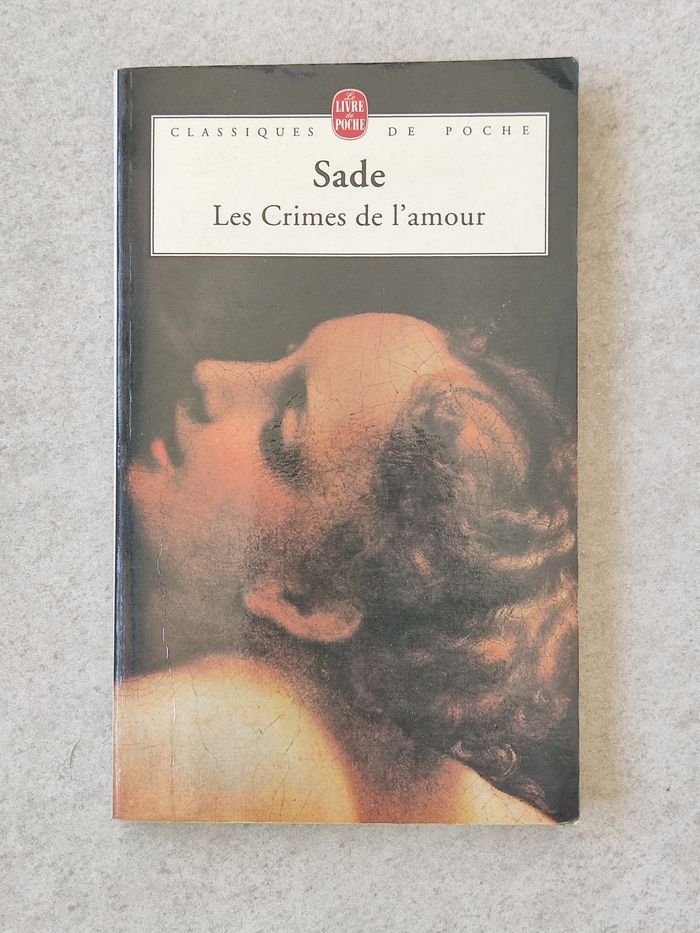 Le
LIVRE
de
POCHE
CLASSIQUES DE POCHE
Sade
Les Crimes de l'amour